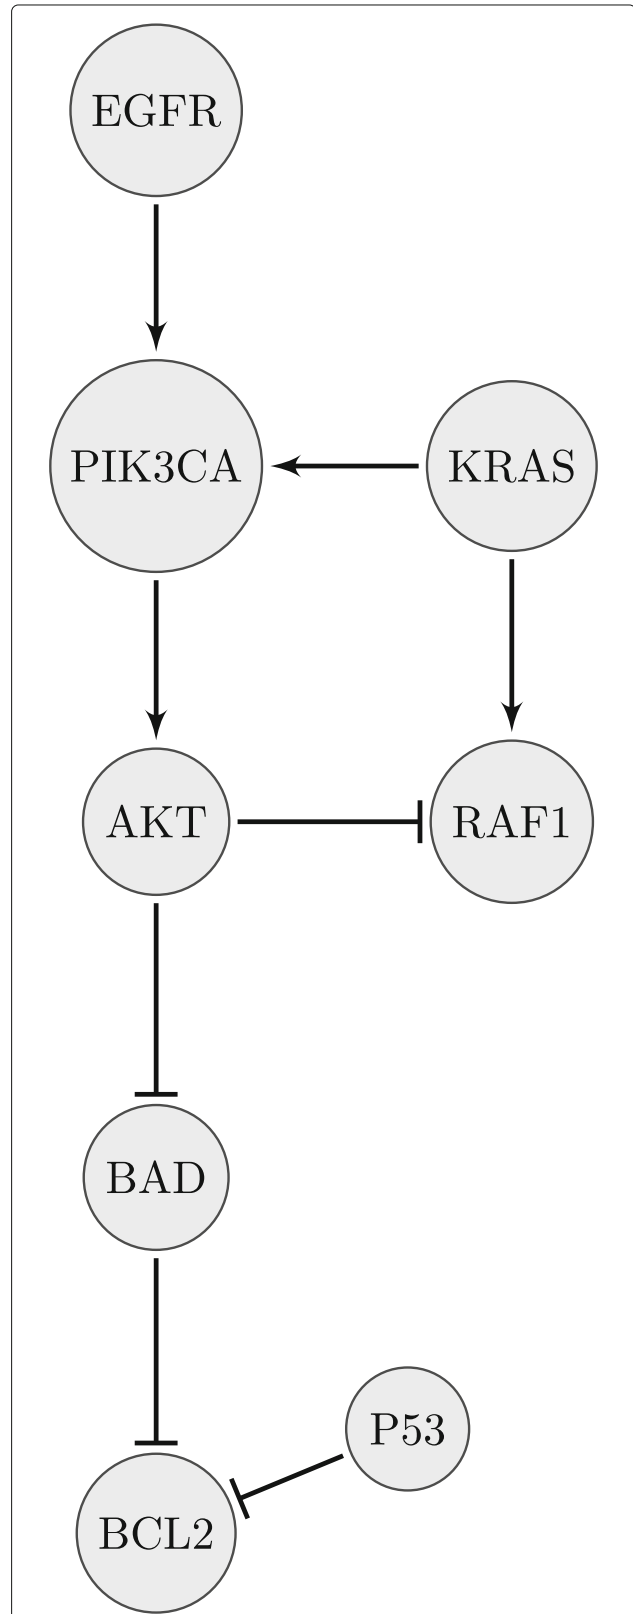 EGFR
PIK3CA
KRAS
AKT
RAF1
BAD
P53
BCL2